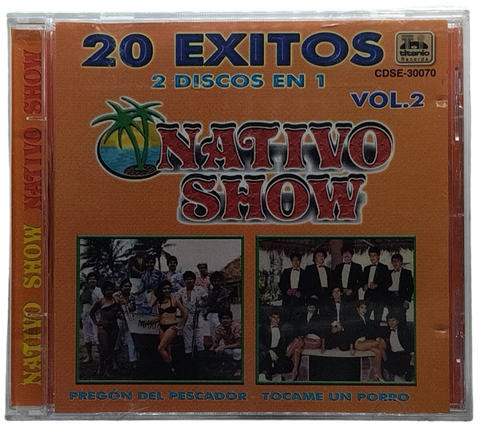 20 EXITOS
2 DISCOS EN 1
titanio
Records
CDSE-30070
VOL.2
NATIVO
SHOW
PREGÓN DEL PESCADOR - TOCAME UN PORRO
NATIVO SHOW NATIVO SHOW